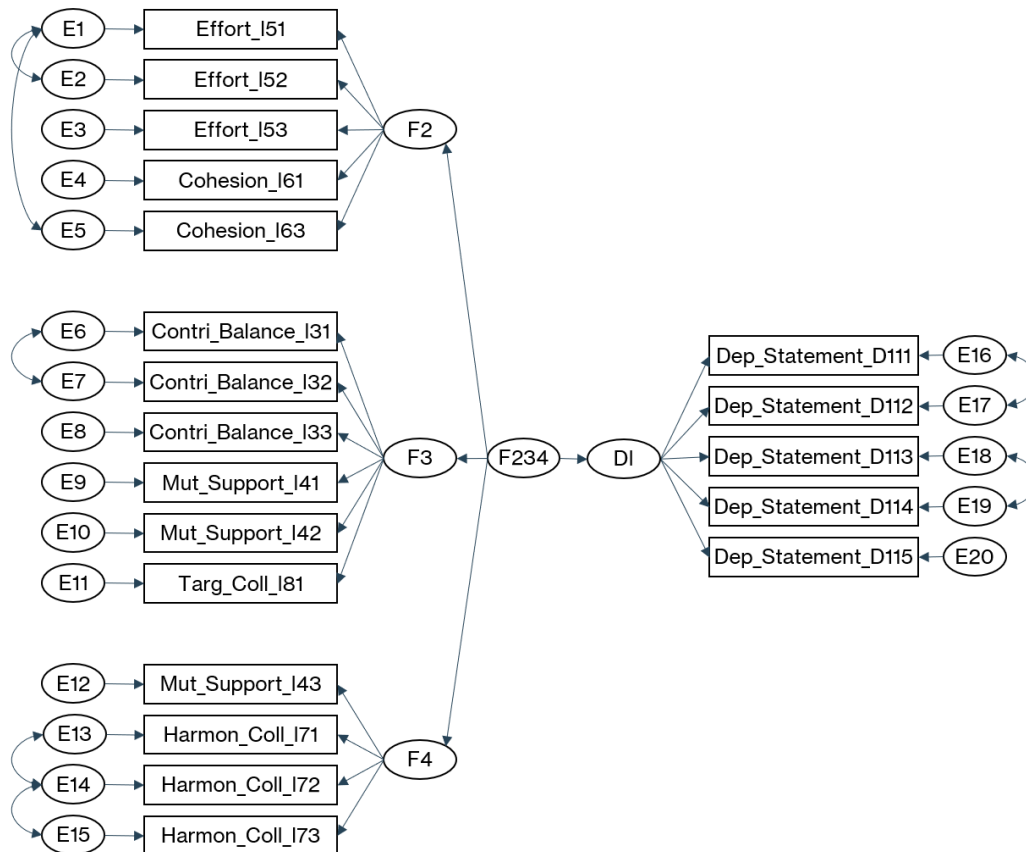 E1 Effort_I51
E2 Effort_I52
E3 Effort_I53
F2
E4 Cohesion_I61
E5 Cohesion_I63
E6 Contri_Balance_I31
E7 Contri_Balance_I32
E8 Contri_Balance_I33
F3 F234 DI
E9 Mut_Support_I41
E10 Mut_Support_I42
E11 Targ_Coll_I81
Dep_Statement_D111 E16
Dep_Statement_D112 E17
Dep_Statement_D113 E18
Dep_Statement_D114 E19
Dep_Statement_D115 E20
E12 Mut_Support_I43
E13 Harmon_Coll_I71
F4
E14 Harmon_Coll_I72
E15 Harmon_Coll_I73